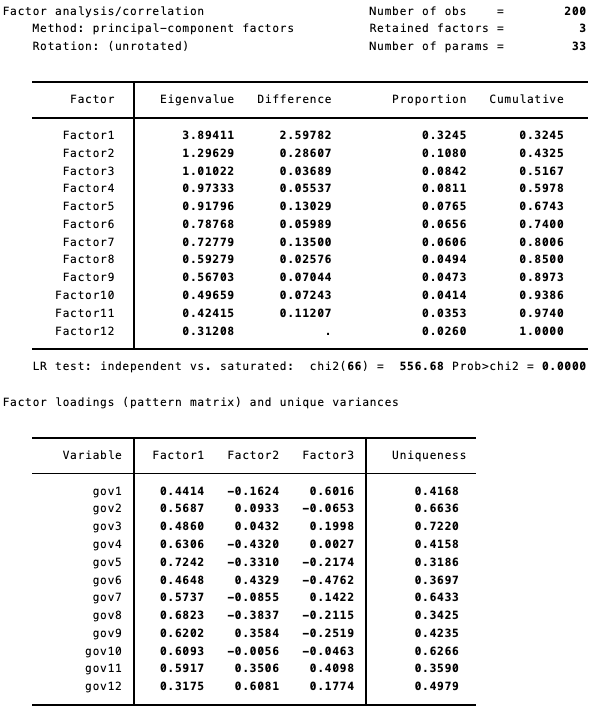 Factor analysis/correlation Number of obs = 200
Method: principal-component factors Retained factors = 3
Rotation: (unrotated) Number of params = 33
Factor Eigenvalue Difference Proportion Cumulative
Factor1 3.89411 2.59782 0.3245 0.3245
Factor2 1.29629 0.28607 0.1080 0.4325
Factor3 1.01022 0.03689 0.0842 0.5167
Factor4 0.97333 0.05537 0.0811 0.5978
Factor5 0.91796 0.13029 0.0765 0.6743
Factor6 0.78768 0.05989 0.0656 0.7400
Factor7 0.72779 0.13500 0.0606 0.8006
Factor8 0.59279 0.02576 0.0494 0.8500
Factor9 0.56703 0.07044 0.0473 0.8973
Factor10 0.49659 0.07243 0.0414 0.9386
Factor11 0.42415 0.11207 0.0353 0.9740
Factor12 0.31208 . 0.0260 1.0000
LR test: independent vs. saturated: chi2(66) = 556.68 Prob>chi2 = 0.0000
Factor loadings (pattern matrix) and unique variances
Variable Factor1 Factor2 Factor3 Uniqueness
gov1 0.4414 -0.1624 0.6016 0.4168
gov2 0.5687 0.0933 -0.0653 0.6636
gov3 0.4860 0.0432 0.1998 0.7220
gov4 0.6306 -0.4320 0.0027 0.4158
gov5 0.7242 -0.3310 -0.2174 0.3186
gov6 0.4648 0.4329 -0.4762 0.3697
gov7 0.5737 -0.0855 0.1422 0.6433
gov8 0.6823 -0.3837 -0.2115 0.3425
gov9 0.6202 0.3584 -0.2519 0.4235
gov10 0.6093 -0.0056 -0.0463 0.6266
gov11 0.5917 0.3506 0.4098 0.3590
gov12 0.3175 0.6081 0.1774 0.4979